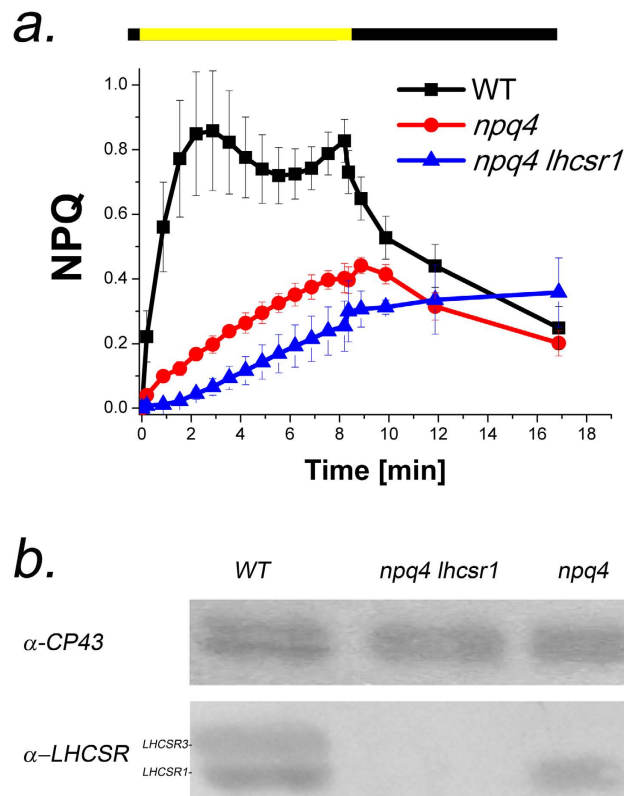 a.
WT
npq4
npq4 lhcsr1
NPQ
1.0
0.8
0.6
0.4
0.2
0.0
0 2 4 6 8 10 12 14 16 18
Time [min]
b.
WT npq4 lhcsr1 npq4
α-CP43
α–LHCSR
LHCSR3-
LHCSR1-